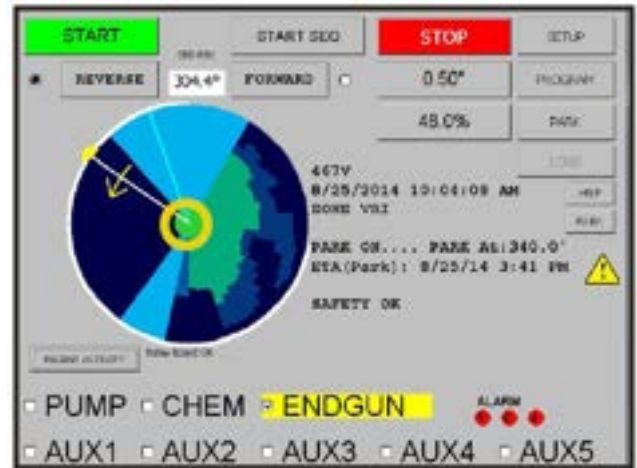 START
START SEQ
STOP
SETUP
REVERSE
304.4°
FORWARD
0.50"
PROGRAM
48.0%
PARK
467V
8/25/2014 10:04:09 AM
HELP
ZONE VRI
PARK ON.... PARK At:340.0°
ETA(Park): 8/25/14 3:41 PM
SAFETY OK
PUMP
CHEM
ENDGUN
ALARM
AUX1
AUX2
AUX3
AUX4
AUX5